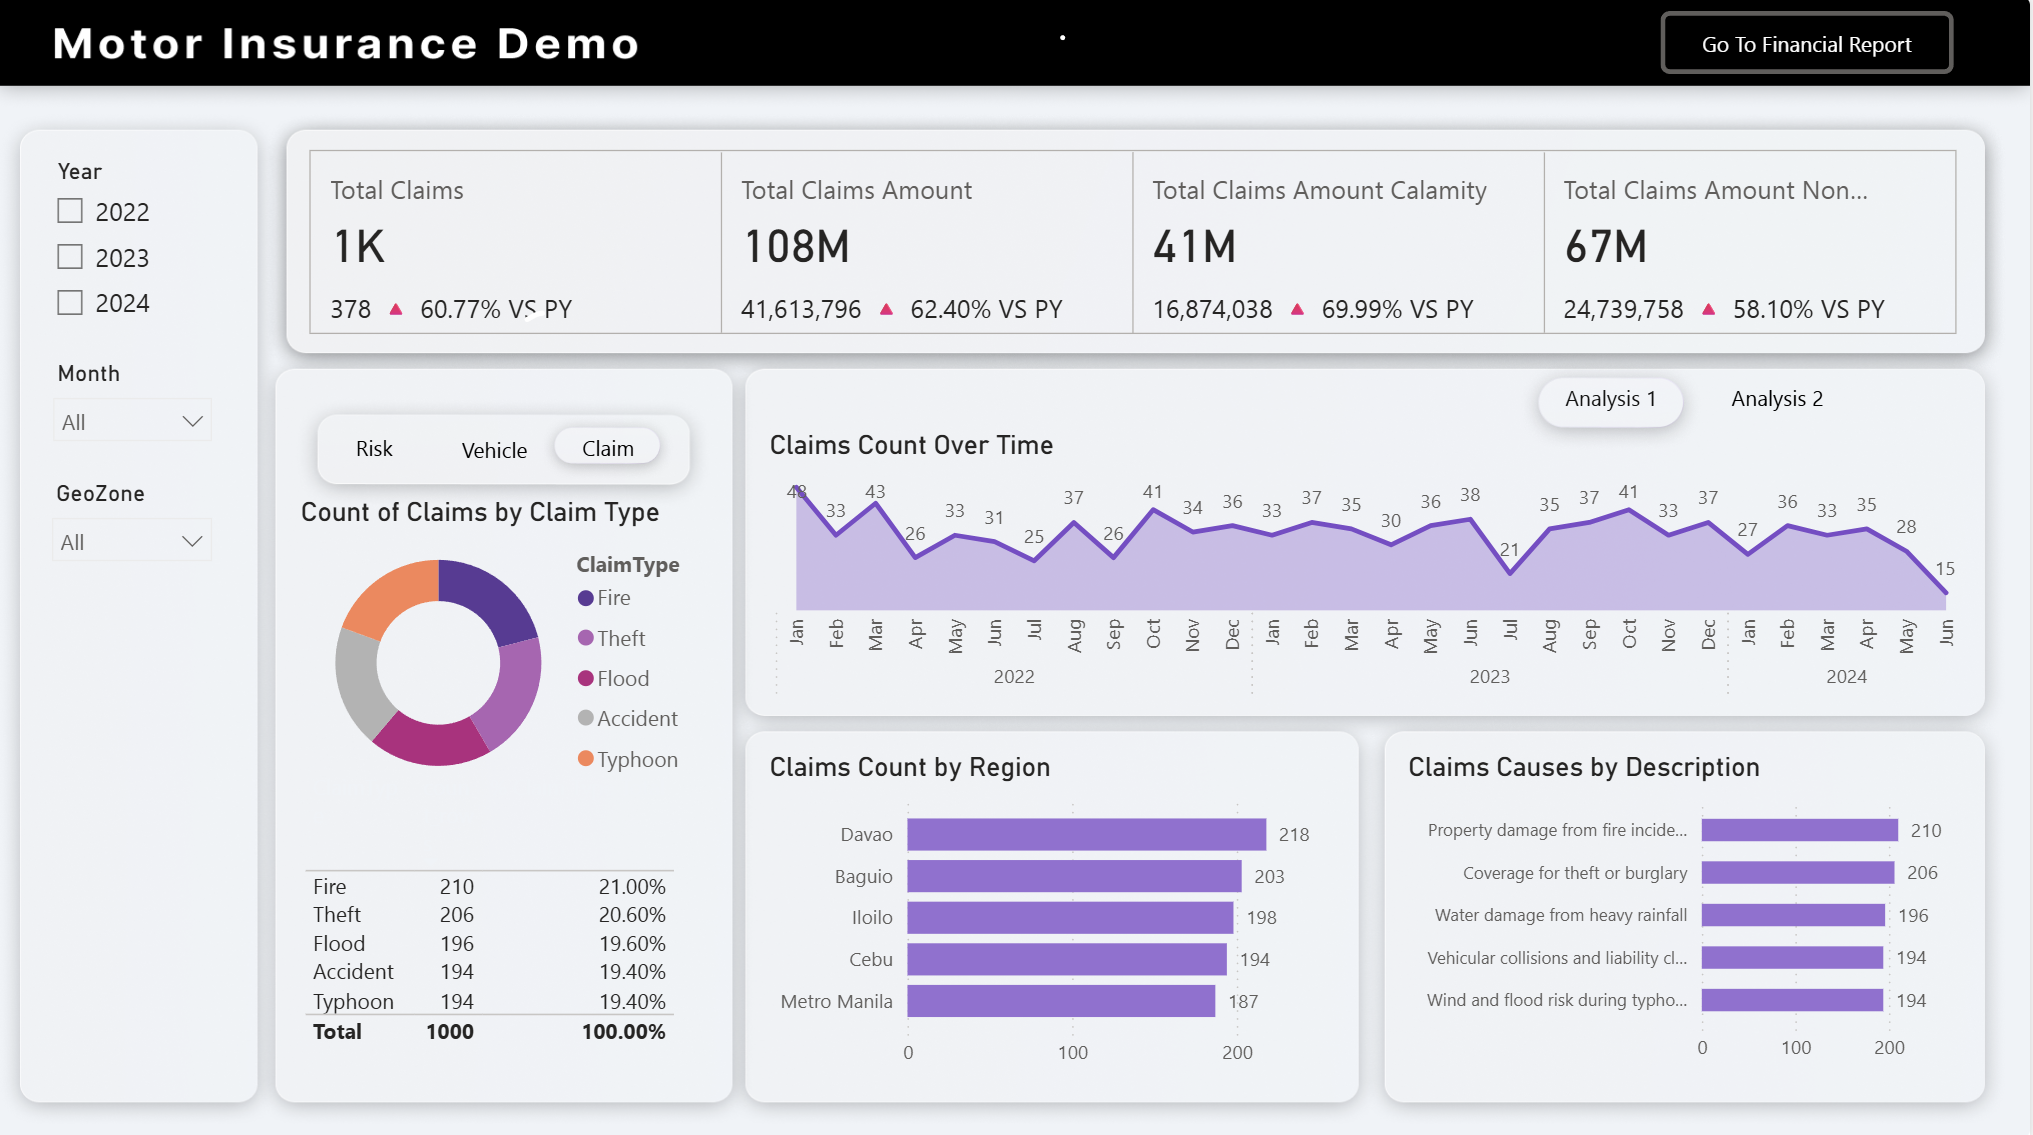 Motor Insurance Demo
Go To Financial Report
Year
2022
2023
2024
Month
All
GeoZone
All
Total Claims
1K
378 ▲ 60.77% VS PY
Total Claims Amount
108M
41,613,796 ▲ 62.40% VS PY
Total Claims Amount Calamity
41M
16,874,038 ▲ 69.99% VS PY
Total Claims Amount Non...
67M
24,739,758 ▲ 58.10% VS PY
Risk Vehicle Claim
Count of Claims by Claim Type
ClaimType
Fire
Theft
Flood
Accident
Typhoon
Fire 210 21.00%
Theft 206 20.60%
Flood 196 19.60%
Accident 194 19.40%
Typhoon 194 19.40%
Total 1000 100.00%
Analysis 1 Analysis 2
Claims Count Over Time
48 33 43 26 33 31 25 37 26 41 34 36 33 37 35 30 36 38 21 35 37 41 33 37 27 36 33 35 28 15
Jan Feb Mar Apr May Jun Jul Aug Sep Oct Nov Dec Jan Feb Mar Apr May Jun Jul Aug Sep Oct Nov Dec Jan Feb Mar Apr May Jun
2022 2023 2024
Claims Count by Region
Davao 218
Baguio 203
Iloilo 198
Cebu 194
Metro Manila 187
0 100 200
Claims Causes by Description
Property damage from fire incide... 210
Coverage for theft or burglary 206
Water damage from heavy rainfall 196
Vehicular collisions and liability cl... 194
Wind and flood risk during typho... 194
0 100 200